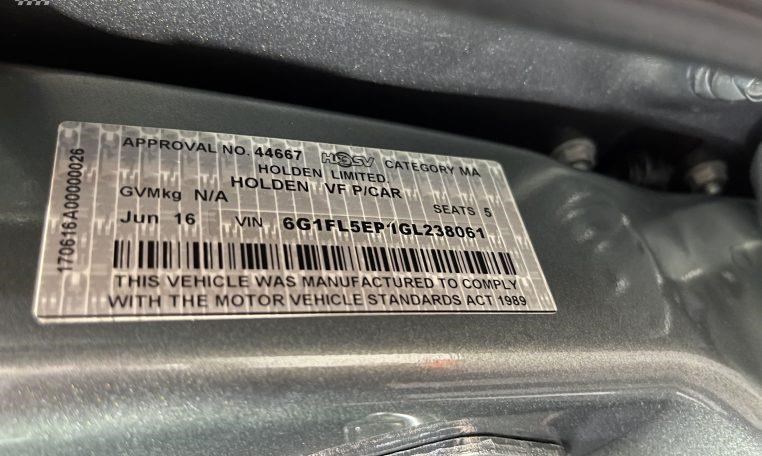 APPROVAL NO. 44667 HSV CATEGORY MA
HOLDEN LIMITED.
HOLDEN VF P/CAR
GVMkg N/A SEATS 5
Jun 16 VIN 6G1FL5EP1GL238061
THIS VEHICLE WAS MANUFACTURED TO COMPLY
WITH THE MOTOR VEHICLE STANDARDS ACT 1989
170616A00000026